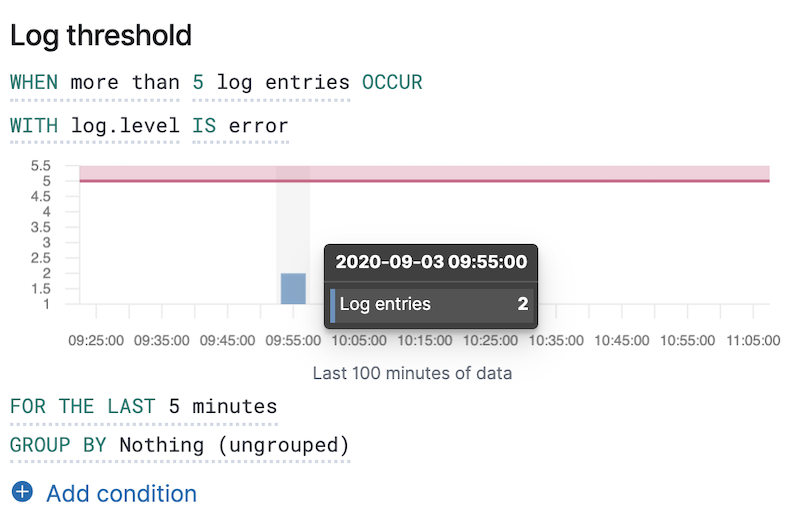 Log threshold
WHEN more than 5 log entries OCCUR
WITH log.level IS error
5.5
5
4.5
4
3.5
3
2.5
2
1.5
1
2020-09-03 09:55:00
Log entries 2
09:25:00 09:35:00 09:45:00 09:55:00 10:05:00 10:15:00 10:25:00 10:35:00 10:45:00 10:55:00 11:05:00
Last 100 minutes of data
FOR THE LAST 5 minutes
GROUP BY Nothing (ungrouped)
Add condition